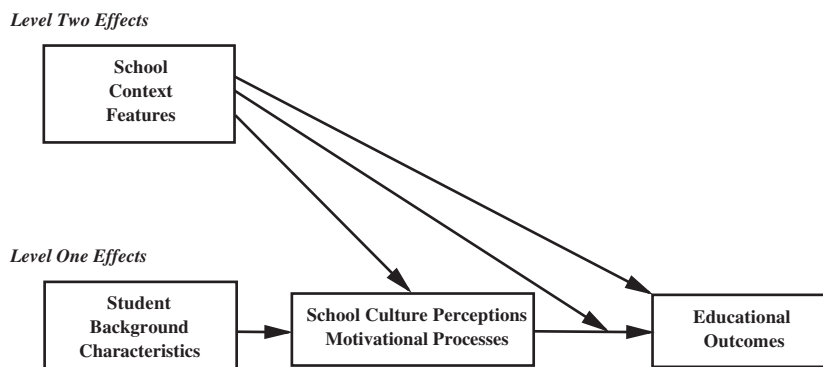 Level Two Effects
School
Context
Features
Level One Effects
Student
Background
Characteristics
School Culture Perceptions
Motivational Processes
Educational
Outcomes